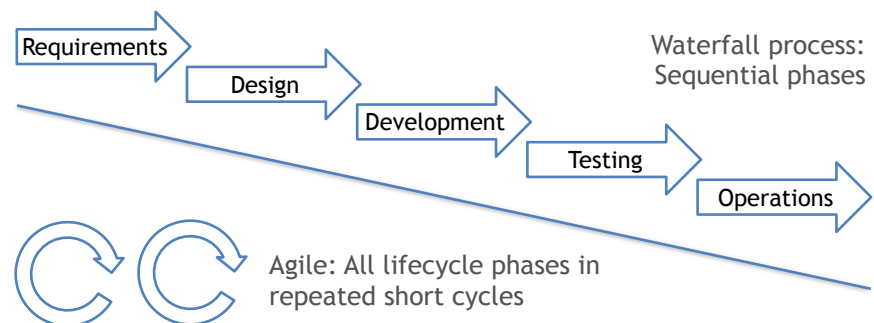 Requirements
Waterfall process:
Sequential phases
Design
Development
Testing
Operations
Agile: All lifecycle phases in
repeated short cycles